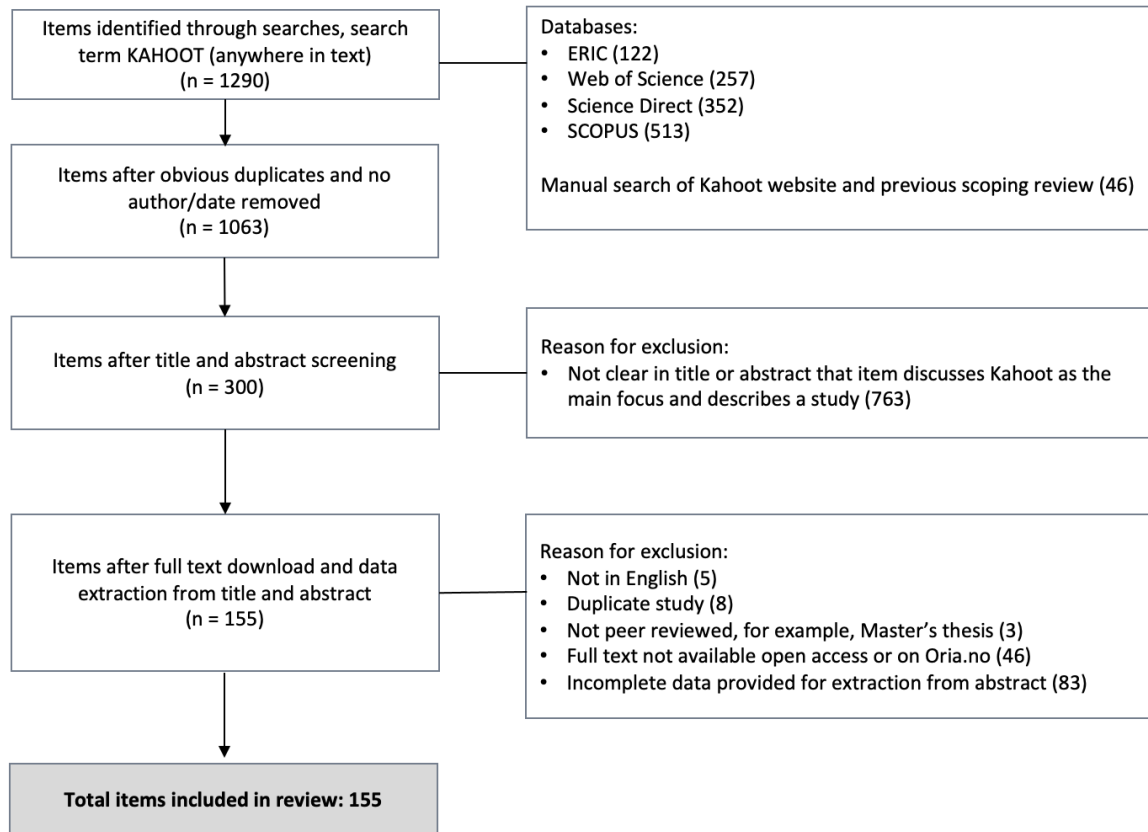 Items identified through searches, search
term KAHOOT (anywhere in text)
(n = 1290)
Databases:
• ERIC (122)
• Web of Science (257)
• Science Direct (352)
• SCOPUS (513)
Manual search of Kahoot website and previous scoping review (46)
Items after obvious duplicates and no
author/date removed
(n = 1063)
Items after title and abstract screening
(n = 300)
Reason for exclusion:
• Not clear in title or abstract that item discusses Kahoot as the
main focus and describes a study (763)
Items after full text download and data
extraction from title and abstract
(n = 155)
Reason for exclusion:
• Not in English (5)
• Duplicate study (8)
• Not peer reviewed, for example, Master’s thesis (3)
• Full text not available open access or on Oria.no (46)
• Incomplete data provided for extraction from abstract (83)
Total items included in review: 155